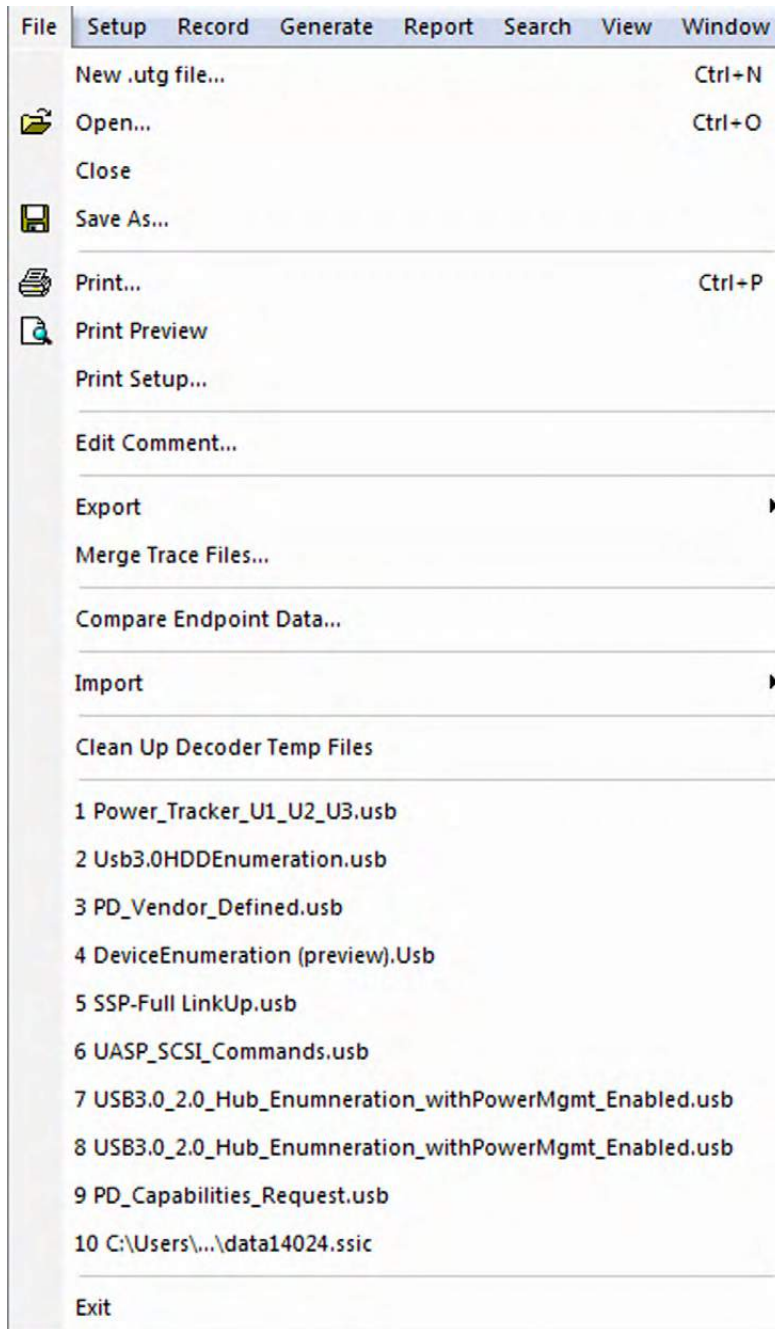 File Setup Record Generate Report Search View Window
New .utg file... Ctrl+N
Open... Ctrl+O
Close
Save As...
Print... Ctrl+P
Print Preview
Print Setup...
Edit Comment...
Export
Merge Trace Files...
Compare Endpoint Data...
Import
Clean Up Decoder Temp Files
1 Power_Tracker_U1_U2_U3.usb
2 Usb3.0HDDEnumeration.usb
3 PD_Vendor_Defined.usb
4 DeviceEnumeration (preview).Usb
5 SSP-Full LinkUp.usb
6 UASP_SCSI_Commands.usb
7 USB3.0_2.0_Hub_Enumneration_withPowerMgmt_Enabled.usb
8 USB3.0_2.0_Hub_Enumneration_withPowerMgmt_Enabled.usb
9 PD_Capabilities_Request.usb
10 C:\Users\...\data14024.ssic
Exit